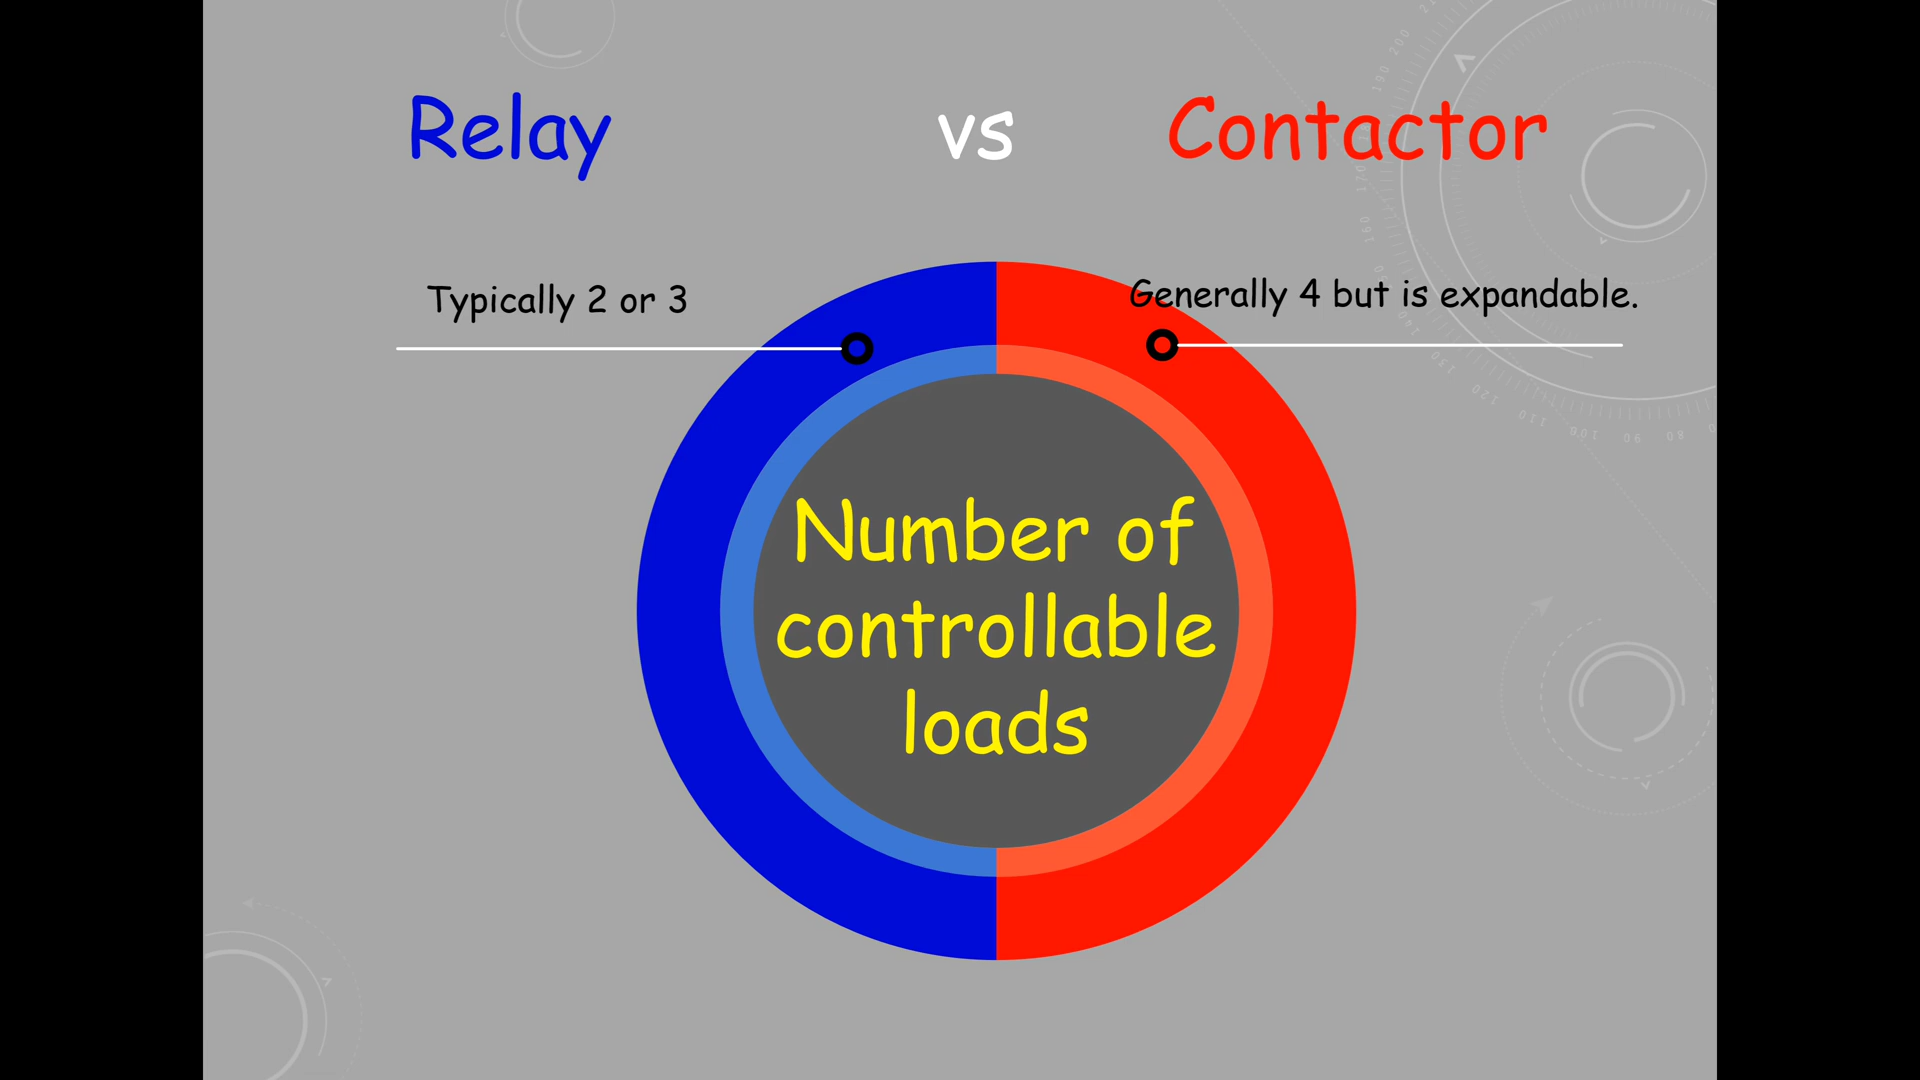 Relay vs Contactor
Typically 2 or 3
Generally 4 but is expandable.
Number of
controllable
loads